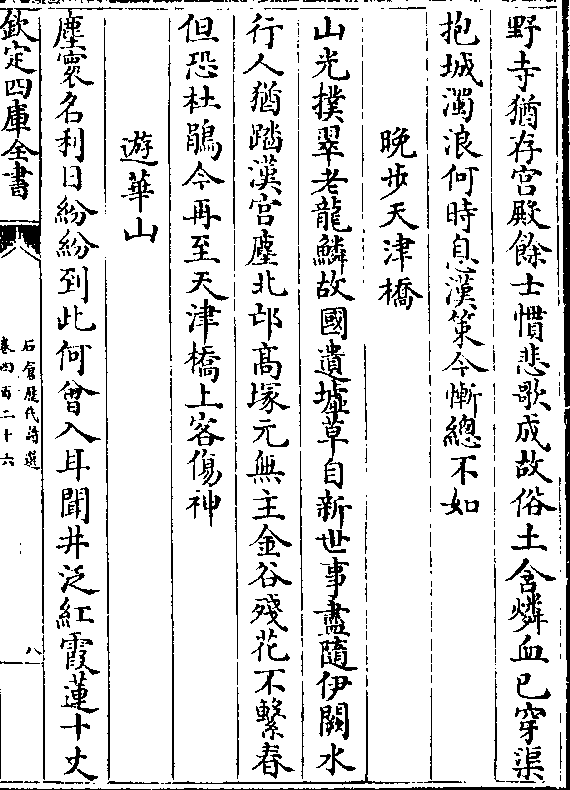 野寺猶存宫殿餘士慣悲歌成故俗土含燐血已穿渠
抱城濁浪何時息漢策今慚總不如
晚步天津橋
山光撲翠老龍鱗故國遺墟草自新世事盡隨伊闕水
行人猶踏漢宫塵北邙髙塚元無主金谷殘花不繫春
但恐杜鵑今再至天津橋上客傷神
遊華山
塵寰名利日紛紛到此何曾入耳聞井泛紅霞蓮十丈
欽定四庫全書
石倉歴代詩選
卷四百二十六
八